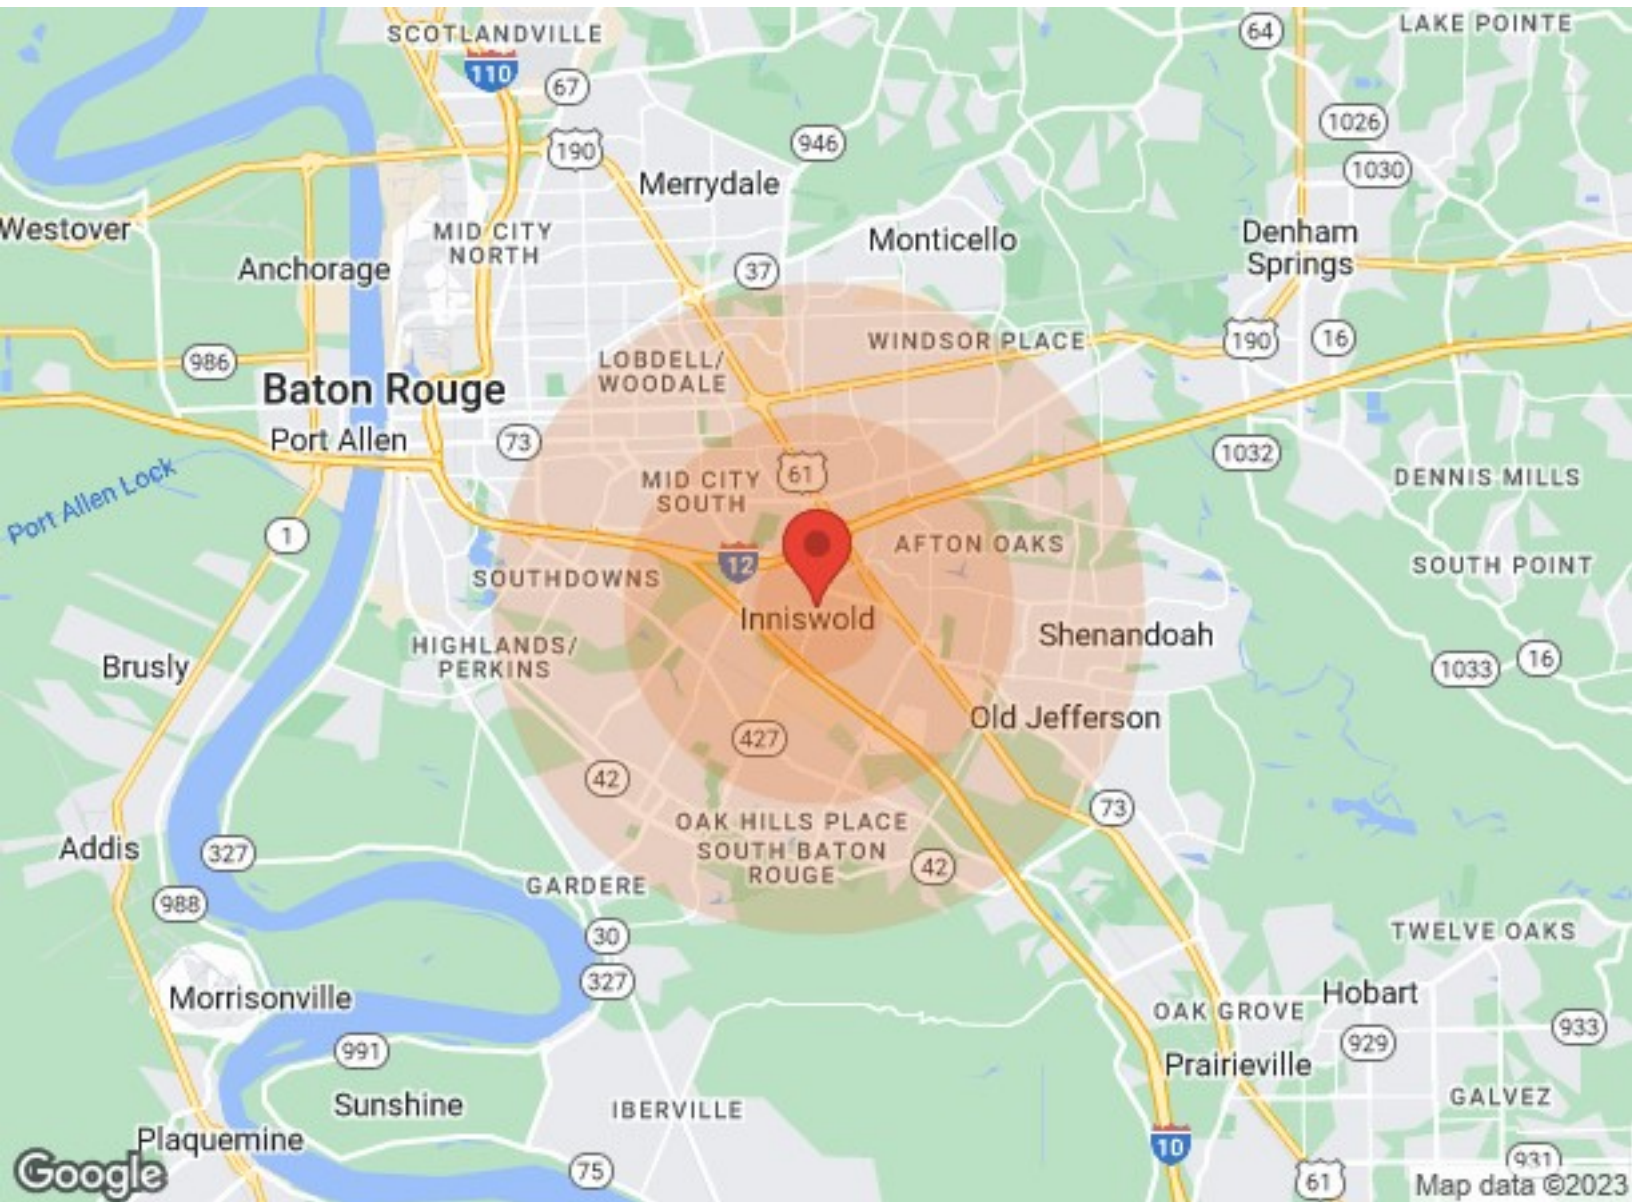 SCOTLANDVILLE
64
LAKE POINTE
110
67
1026
190
946
1030
Merrydale
Westover
MID CITY
NORTH
Monticello
Denham
Springs
Anchorage
37
986
LOBDELL/
WOODALE
WINDSOR PLACE
190
16
Baton Rouge
Port Allen
73
1032
Port Allen Lock
MID CITY
SOUTH
61
DENNIS MILLS
1
12
AFTON OAKS
SOUTHDOWNS
SOUTH POINT
Inniswold
Shenandoah
HIGHLANDS/
PERKINS
Brusly
1033
16
Old Jefferson
427
42
73
OAK HILLS PLACE
SOUTH BATON
ROUGE
Addis
327
42
GARDERE
988
30
TWELVE OAKS
327
Morrisonville
Hobart
OAK GROVE
933
929
991
Prairieville
Sunshine
IBERVILLE
GALVEZ
Plaquemine
10
931
Google
75
61
Map data ©2023